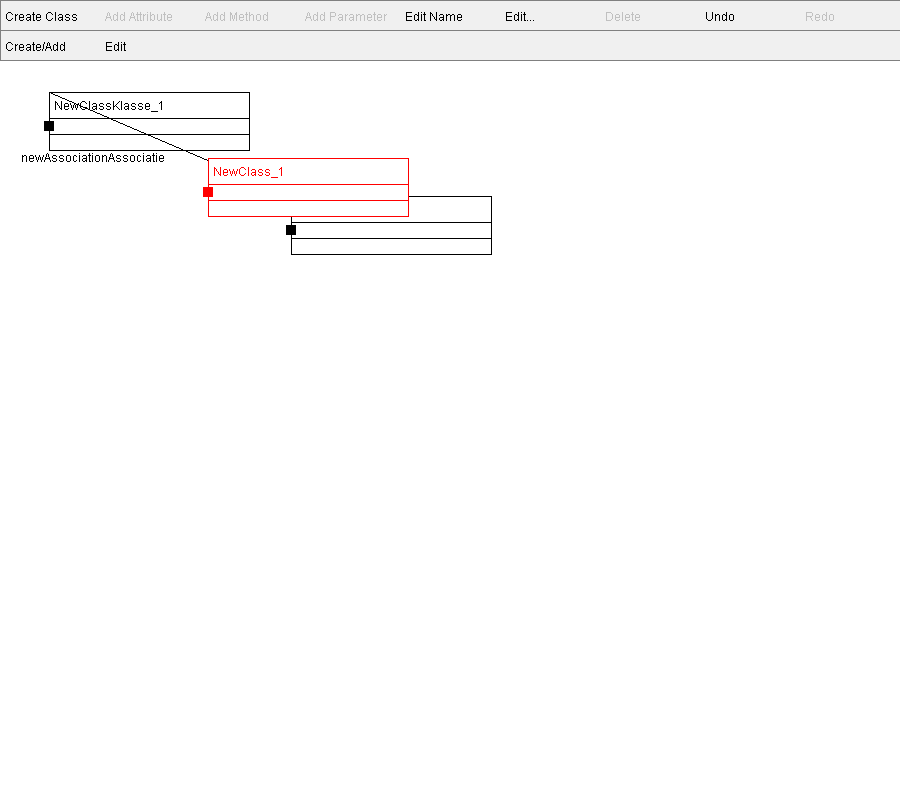 Create Class Add Attribute Add Method Add Parameter Edit Name Edit... Delete Undo Redo
Create/Add Edit
NewClassKlasse_1
newAssociationAssociatie
NewClass_1